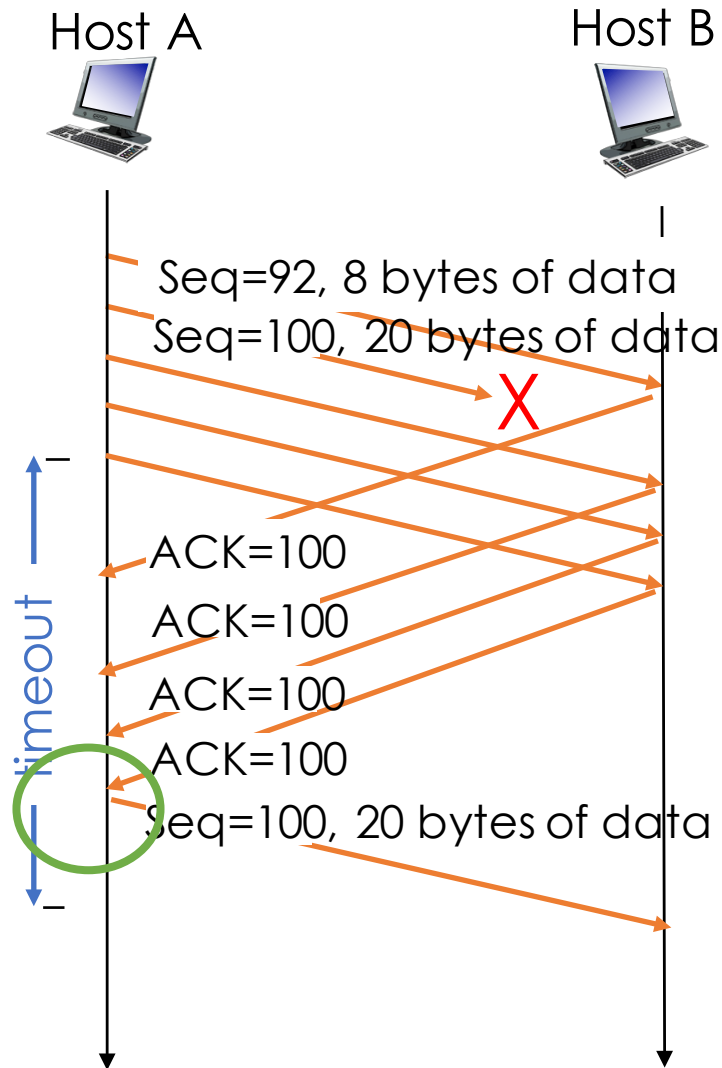 Host A
Host B
Seq=92, 8 bytes of data
Seq=100, 20 bytes of data
X
ACK=100
ACK=100
ACK=100
ACK=100
timeout
Seq=100, 20 bytes of data